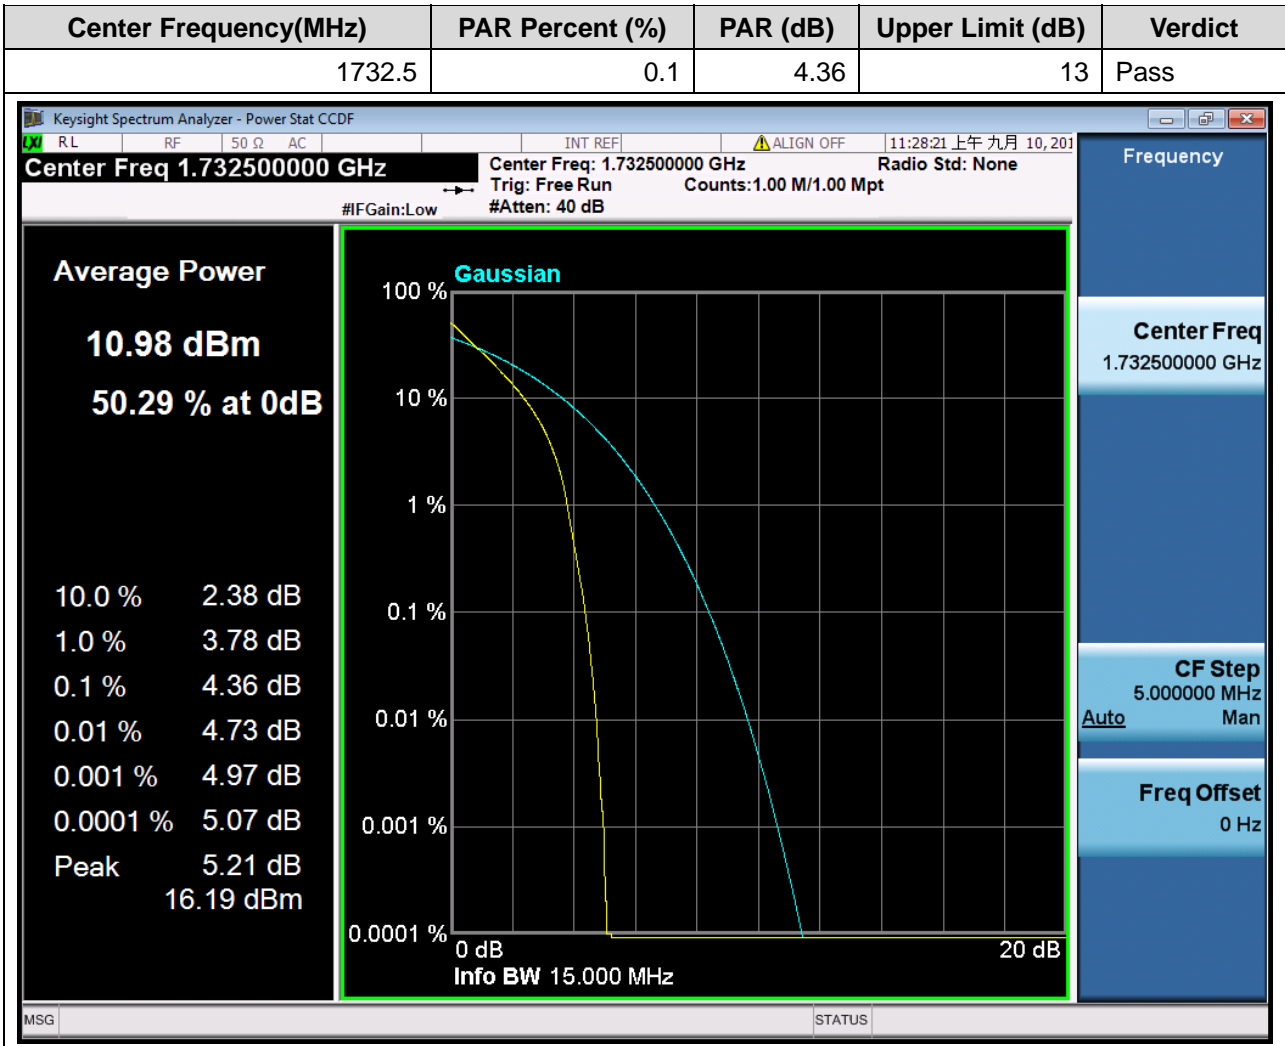 Center Frequency(MHz) PAR Percent (%) PAR (dB) Upper Limit (dB) Verdict
1732.5 0.1 4.36 13 Pass
Keysight Spectrum Analyzer - Power Stat CCDF
LXI RL RF 50 Ω AC INT REF ALIGN OFF 11:28:21 上午 九月 10, 201
Center Freq 1.732500000 GHz
Center Freq: 1.732500000 GHz Radio Std: None
Trig: Free Run Counts:1.00 M/1.00 Mpt
#IFGain:Low #Atten: 40 dB
Average Power
10.98 dBm
50.29 % at 0dB
10.0 % 2.38 dB
1.0 % 3.78 dB
0.1 % 4.36 dB
0.01 % 4.73 dB
0.001 % 4.97 dB
0.0001 % 5.07 dB
Peak 5.21 dB
16.19 dBm
Gaussian
100 %
10 %
1 %
0.1 %
0.01 %
0.001 %
0.0001 %
0 dB 20 dB
Info BW 15.000 MHz
Frequency
Center Freq
1.732500000 GHz
CF Step
5.000000 MHz
Auto Man
Freq Offset
0 Hz
MSG STATUS